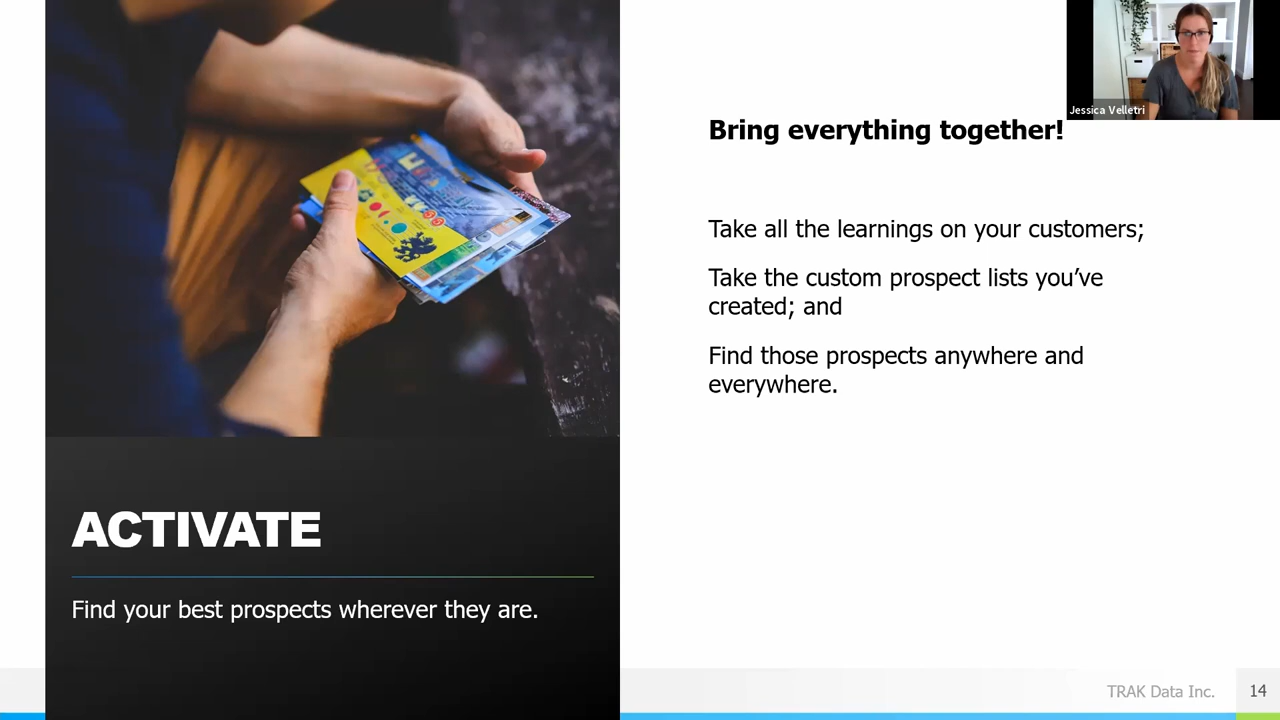 Jessica Velletri
Bring everything together!
Take all the learnings on your customers;
Take the custom prospect lists you’ve
created; and
Find those prospects anywhere and
everywhere.
ACTIVATE
Find your best prospects wherever they are.
TRAK Data Inc.
14